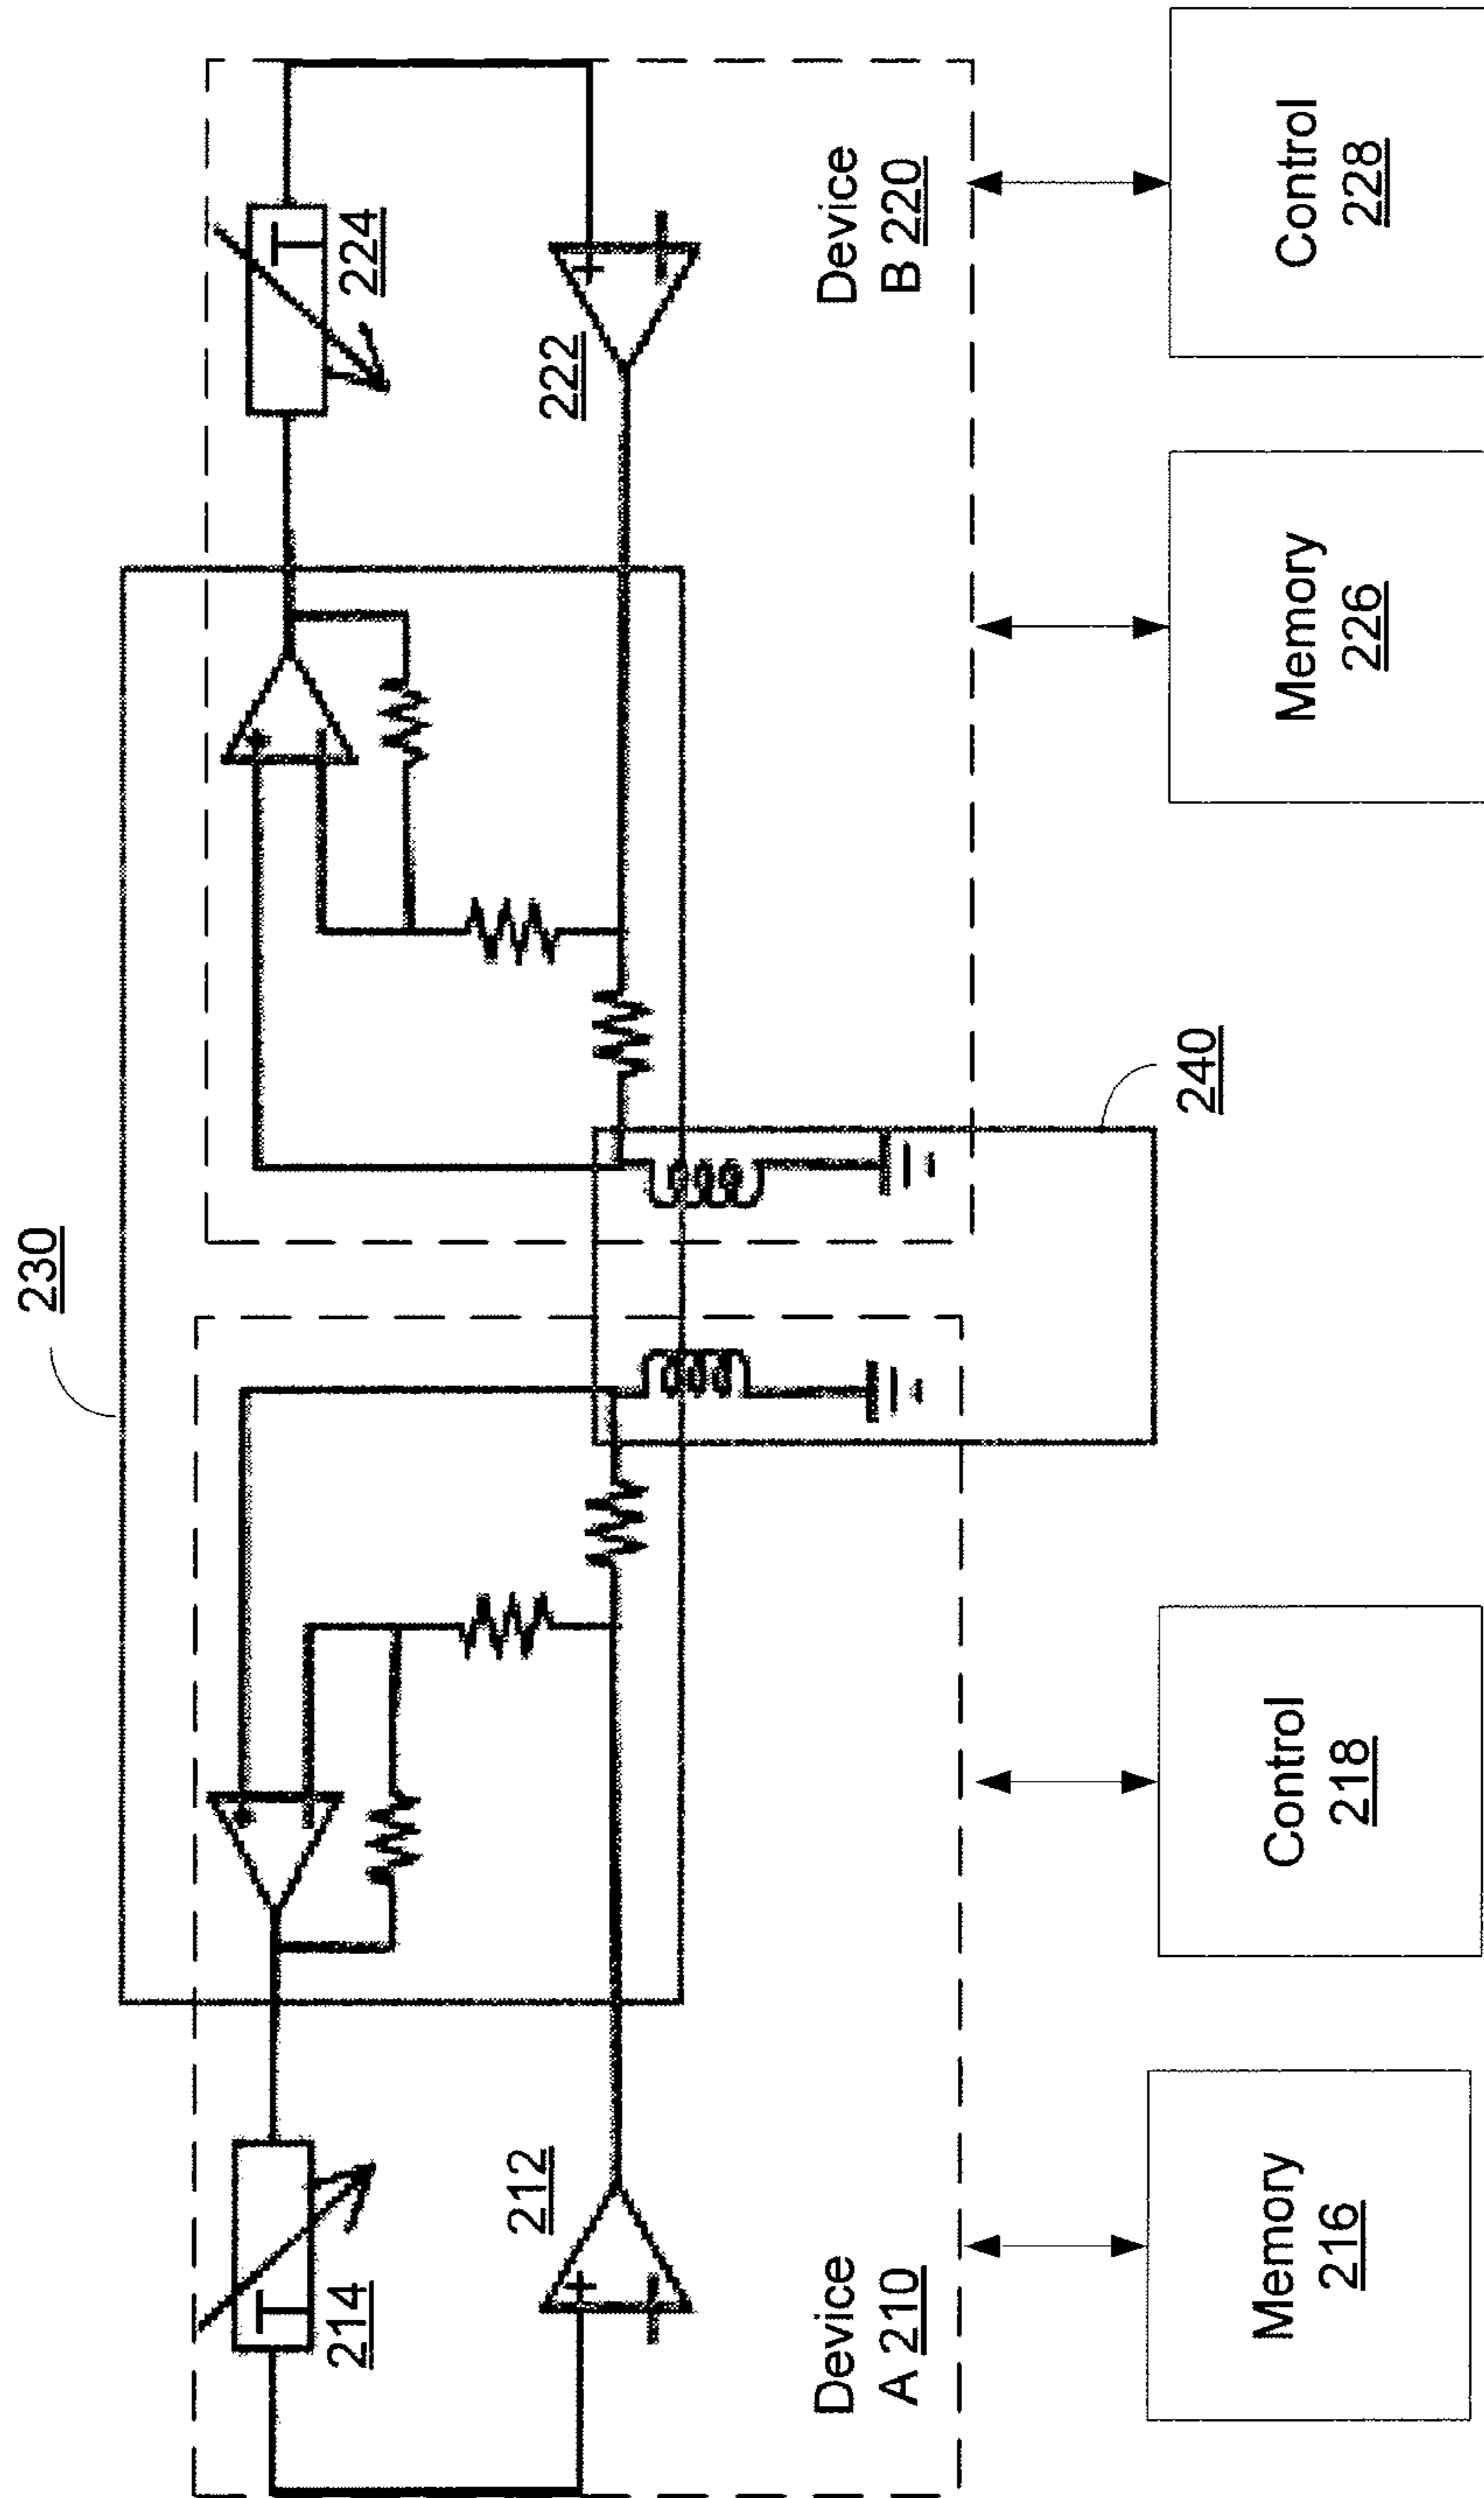 230
214
T
224
T
212
+
222
+
Device
A 210
Device
B 220
240
Memory
216
Control
218
Memory
226
Control
228